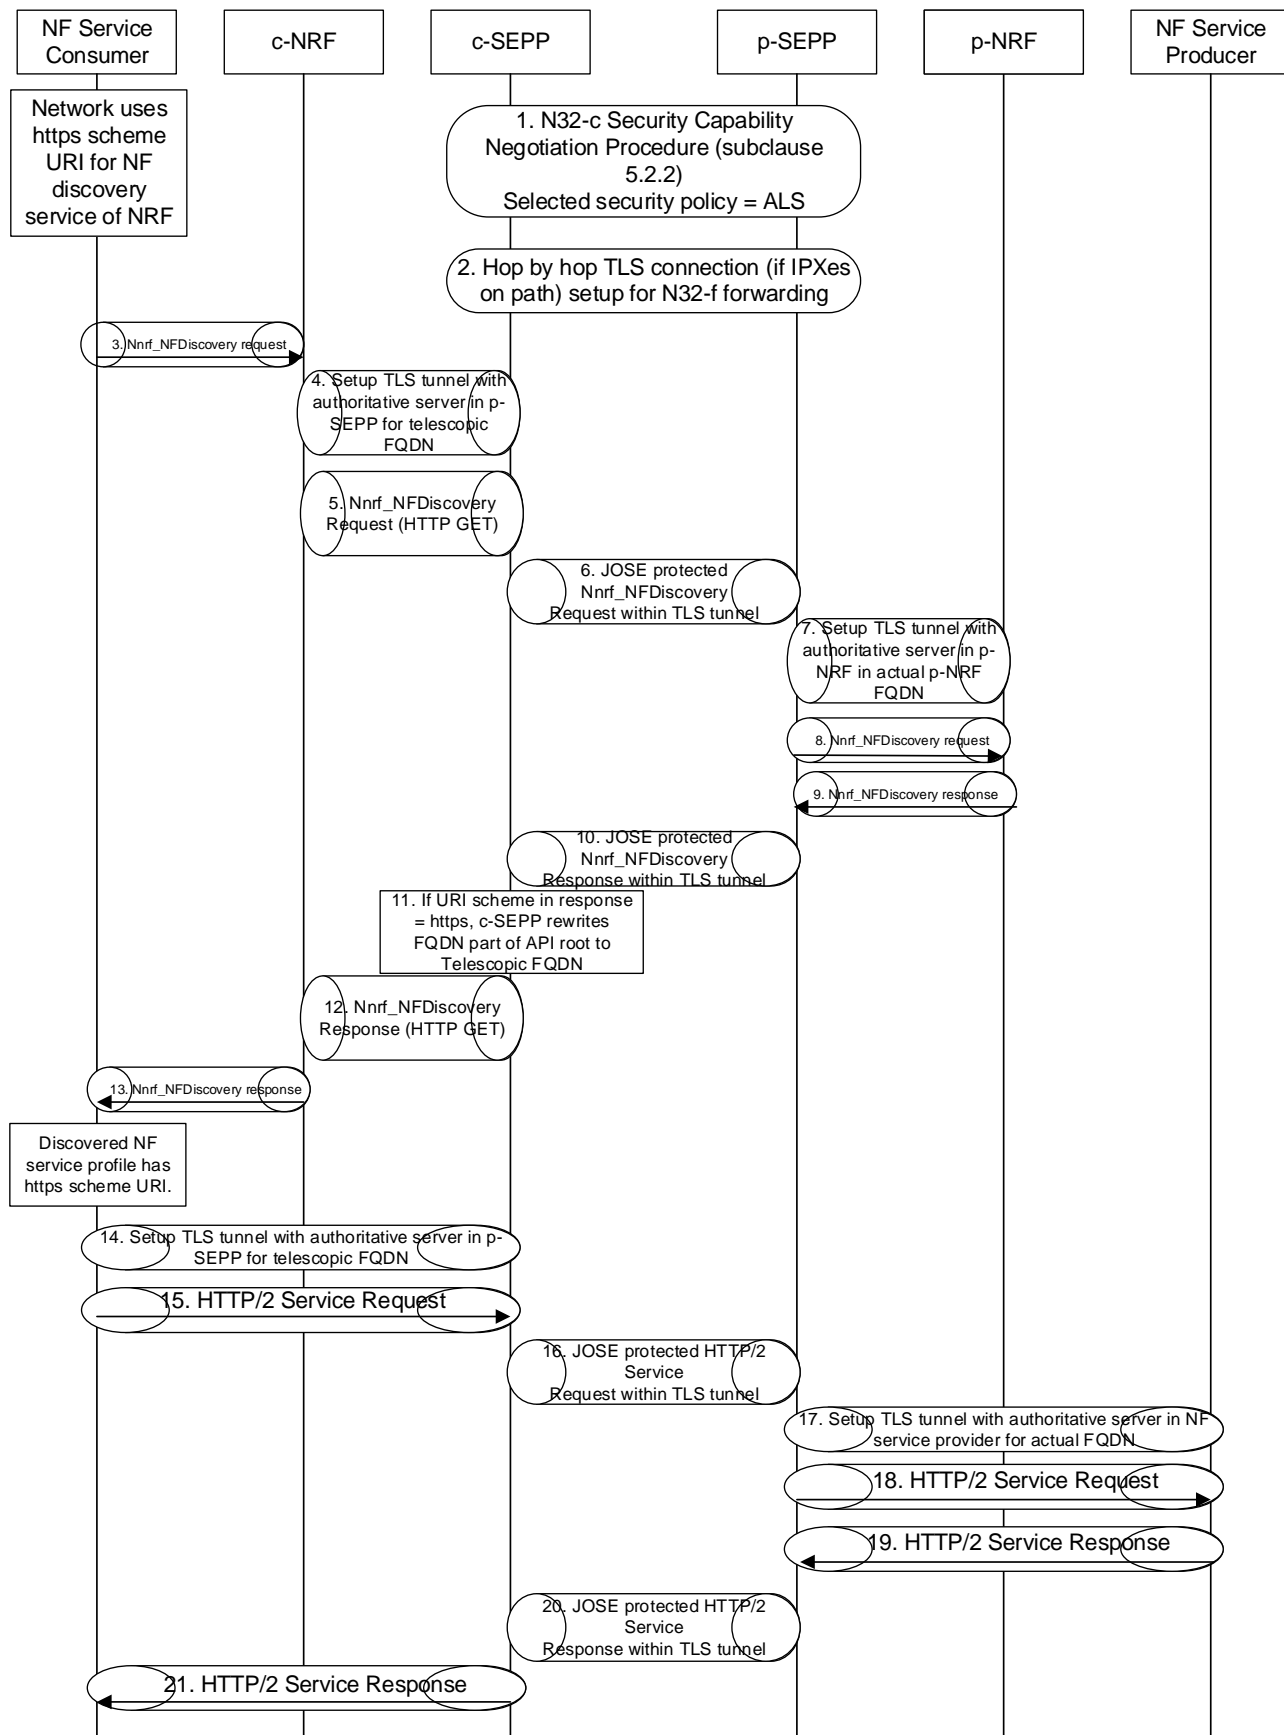 NF Service
Consumer
c-NRF
c-SEPP
p-SEPP
p-NRF
NF Service
Producer
Network uses
https scheme
URI for NF
discovery
service of NRF
1. N32-c Security Capability
Negotiation Procedure (subclause
5.2.2)
Selected security policy = ALS
2. Hop by hop TLS connection (if IPXes
on path) setup for N32-f forwarding
3. Nnrf_NFDiscovery request
4. Setup TLS tunnel with
authoritative server in p-
SEPP for telescopic
FQDN
5. Nnrf_NFDiscovery
Request (HTTP GET)
6. JOSE protected
Nnrf_NFDiscovery
Request within TLS tunnel
7. Setup TLS tunnel with
authoritative server in p-
NRF in actual p-NRF
FQDN
8. Nnrf_NFDiscovery request
9. Nnrf_NFDiscovery response
10. JOSE protected
Nnrf_NFDiscovery
Response within TLS tunnel
11. If URI scheme in response
= https, c-SEPP rewrites
FQDN part of API root to
Telescopic FQDN
12. Nnrf_NFDiscovery
Response (HTTP GET)
13. Nnrf_NFDiscovery response
Discovered NF
service profile has
https scheme URI.
14. Setup TLS tunnel with authoritative server in p-
SEPP for telescopic FQDN
15. HTTP/2 Service Request
16. JOSE protected HTTP/2
Service
Request within TLS tunnel
17. Setup TLS tunnel with authoritative server in NF
service provider for actual FQDN
18. HTTP/2 Service Request
19. HTTP/2 Service Response
20. JOSE protected HTTP/2
Service
Response within TLS tunnel
21. HTTP/2 Service Response